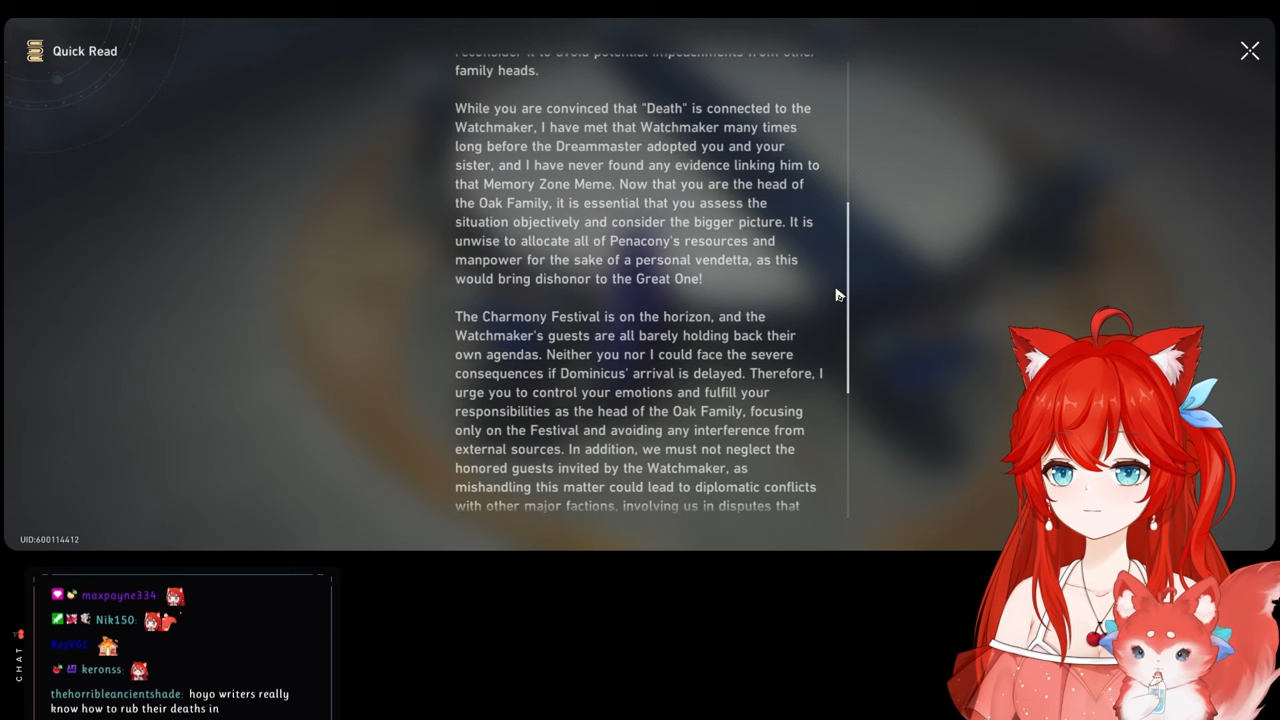 Quick Read
reconsider it to avoid potential impeachments from other
family heads.
While you are convinced that "Death" is connected to the
Watchmaker, I have met that Watchmaker many times
long before the Dreammaster adopted you and your
sister, and I have never found any evidence linking him to
that Memory Zone Meme. Now that you are the head of
the Oak Family, it is essential that you assess the
situation objectively and consider the bigger picture. It is
unwise to allocate all of Penacony's resources and
manpower for the sake of a personal vendetta, as this
would bring dishonor to the Great One!
The Charmony Festival is on the horizon, and the
Watchmaker's guests are all barely holding back their
own agendas. Neither you nor I could face the severe
consequences if Dominicus' arrival is delayed. Therefore, I
urge you to control your emotions and fulfill your
responsibilities as the head of the Oak Family, focusing
only on the Festival and avoiding any interference from
external sources. In addition, we must not neglect the
honored guests invited by the Watchmaker, as
mishandling this matter could lead to diplomatic conflicts
with other major factions, involving us in disputes that
UID:600114412
CHAT
maxpayne334:
Nik150:
RezVGC
keronss:
thehorribleancientshade: hoyo writers really
know how to rub their deaths in